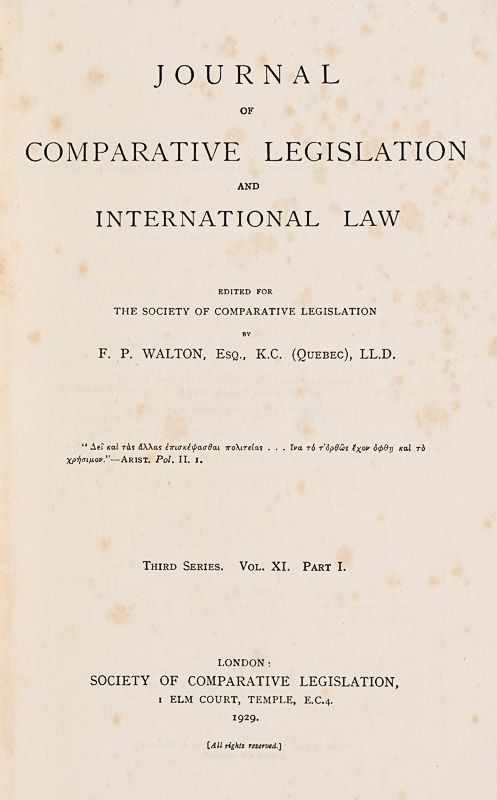 JOURNAL
OF
COMPARATIVE LEGISLATION
AND
INTERNATIONAL LAW
EDITED FOR
THE SOCIETY OF COMPARATIVE LEGISLATION
BY
F. P. WALTON, ESQ., K.C. (QUEBEC), LL.D.
“ Δεῖ καὶ τὰς ἄλλας ἐπισκέψασθαι πολιτείας . . . ἵνα τό τ'ὀρθῶς ἔχον ὀφθῃ καὶ τὸ
χρήσιμον.”—ARIST. Pol. II. 1.
THIRD SERIES. VOL. XI. PART I.
LONDON:
SOCIETY OF COMPARATIVE LEGISLATION,
1 ELM COURT, TEMPLE, E.C.4.
1929.
[All rights reserved.]